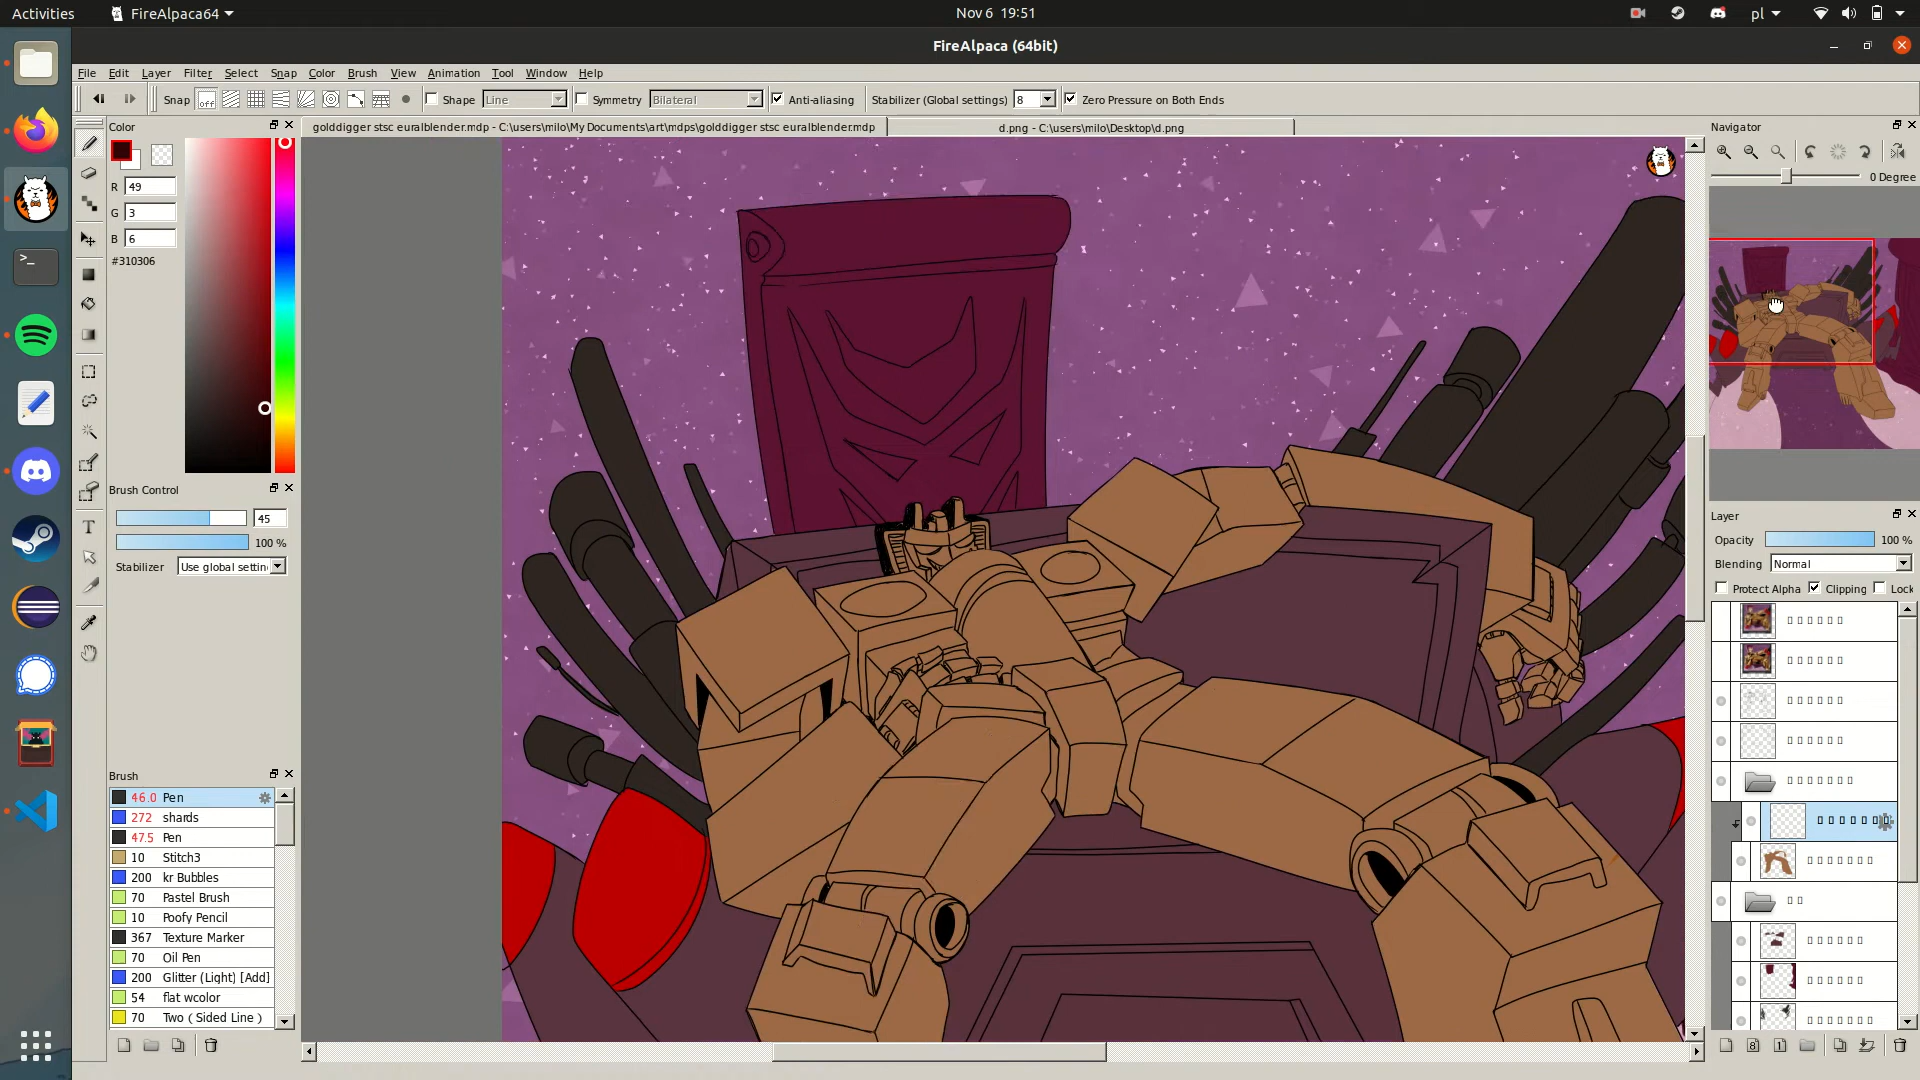 Activities FireAlpaca64 Nov 6 19:51 pl
FireAlpaca (64bit)
File Edit Layer Filter Select Snap Color Brush View Animation Tool Window Help
Snap off Shape Line Symmetry Bilateral Anti-aliasing Stabilizer (Global settings) 8 Zero Pressure on Both Ends
Color
golddigger stsc euralblender.mdp - C:\users\milo\My Documents\art\mdps\golddigger stsc euralblender.mdp
d.png - C:\users\milo\Desktop\d.png
Navigator
R 49
G 3
B 6
#310306
0 Degree
Brush Control
45
100 %
Stabilizer Use global settin
Layer
Opacity 100 %
Blending Normal
Protect Alpha Clipping Lock
Brush
46.0 Pen
272 shards
47.5 Pen
10 Stitch3
200 kr Bubbles
70 Pastel Brush
10 Poofy Pencil
367 Texture Marker
70 Oil Pen
200 Glitter (Light) [Add]
54 flat wcolor
70 Two ( Sided Line )